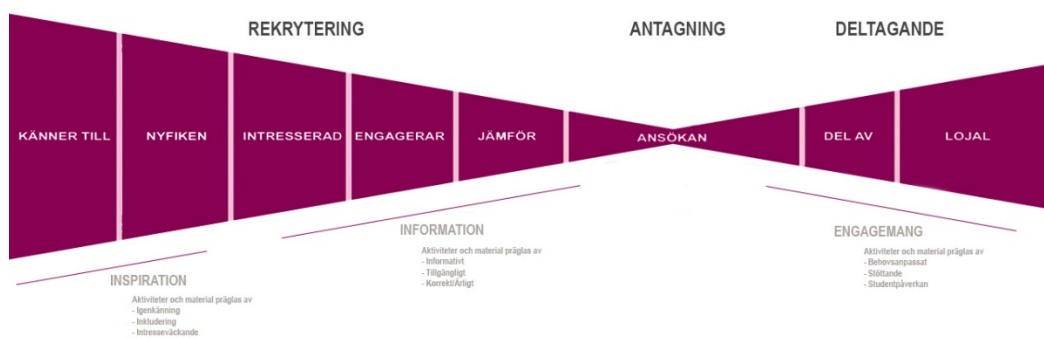 REKRYTERING
ANTAGNING
DELTAGANDE
KÄNNER TILL
NYFIKEN
INTRESSERAD
ENGAGERAR
JÄMFÖR
ANSÖKAN
DEL AV
LOJAL
INSPIRATION
Aktiviteter och material präglas av
- Igenkänning
- Inkludering
- Intresseväckande
INFORMATION
Aktiviteter och material präglas av
- Informativt
- Tillgängligt
- Korrekt/Ärligt
ENGAGEMANG
Aktiviteter och material präglas av
- Behovsanpassat
- Stöttande
- Studentpåverkan